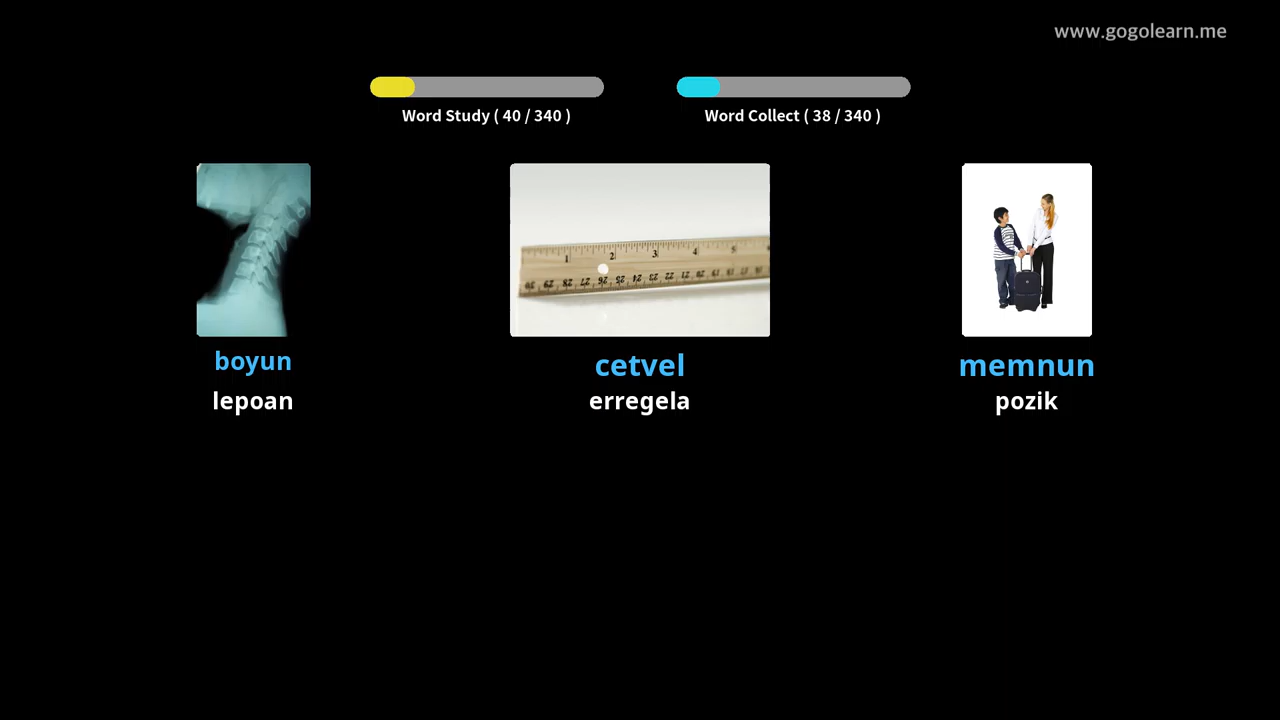 www.gogolearn.me
Word Study ( 40 / 340 )
Word Collect ( 38 / 340 )
boyun
cetvel
memnun
lepoan
erregela
pozik